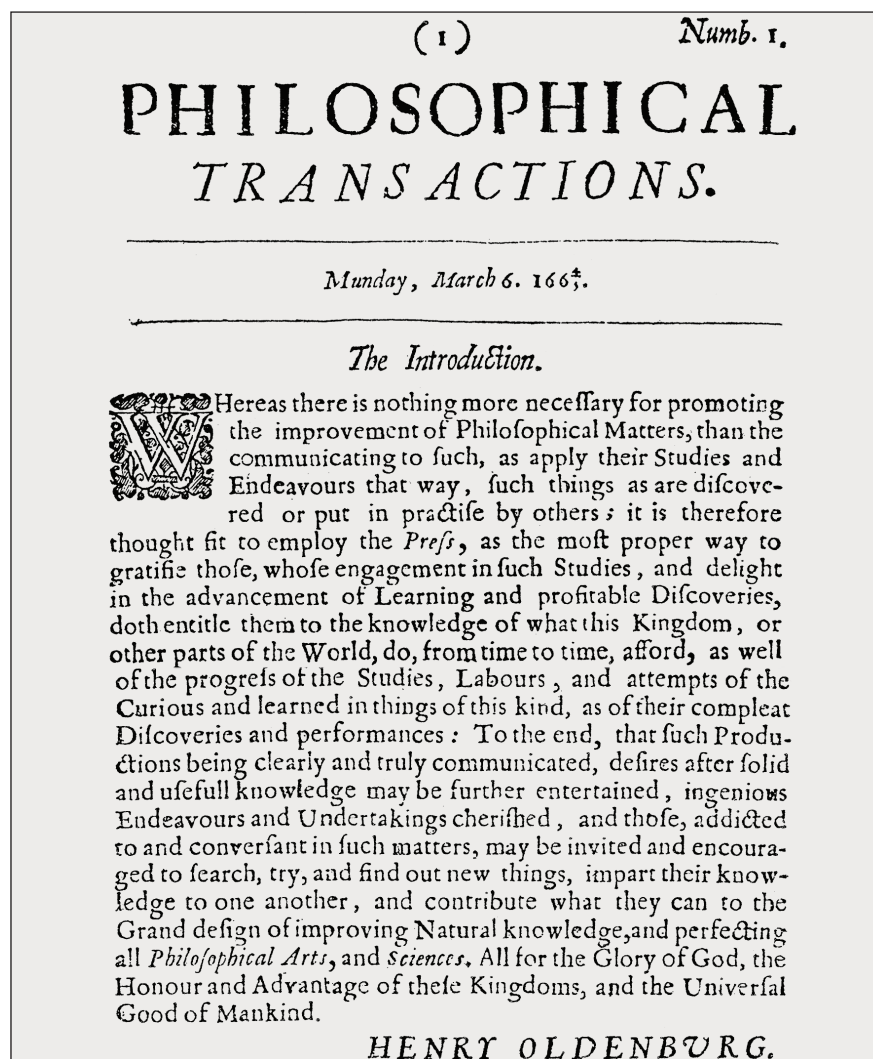 (1) Numb. 1.
PHILOSOPHICAL
TRANSACTIONS.
Munday, March 6. 166⁴⁄₅.
The Introduction.
WHereas there is nothing more neceſſary for promoting
the improvement of Philoſophical Matters, than the
communicating to ſuch, as apply their Studies and
Endeavours that way, ſuch things as are diſcove-
red or put in practiſe by others; it is therefore
thought fit to employ the Preſs, as the moſt proper way to
gratifie thoſe, whoſe engagement in ſuch Studies, and delight
in the advancement of Learning and profitable Diſcoveries,
doth entitle them to the knowledge of what this Kingdom, or
other parts of the World, do, from time to time, afford, as well
of the progreſs of the Studies, Labours, and attempts of the
Curious and learned in things of this kind, as of their compleat
Diſcoveries and performances: To the end, that ſuch Produ-
ctions being clearly and truly communicated, deſires after ſolid
and uſefull knowledge may be further entertained, ingenious
Endeavours and Undertakings cheriſhed, and thoſe, addicted
to and converſant in ſuch matters, may be invited and encoura-
ged to ſearch, try, and find out new things, impart their know-
ledge to one another, and contribute what they can to the
Grand deſign of improving Natural knowledge, and perfecting
all Philoſophical Arts, and Sciences. All for the Glory of God, the
Honour and Advantage of theſe Kingdoms, and the Univerſal
Good of Mankind.
HENRY OLDENBURG.